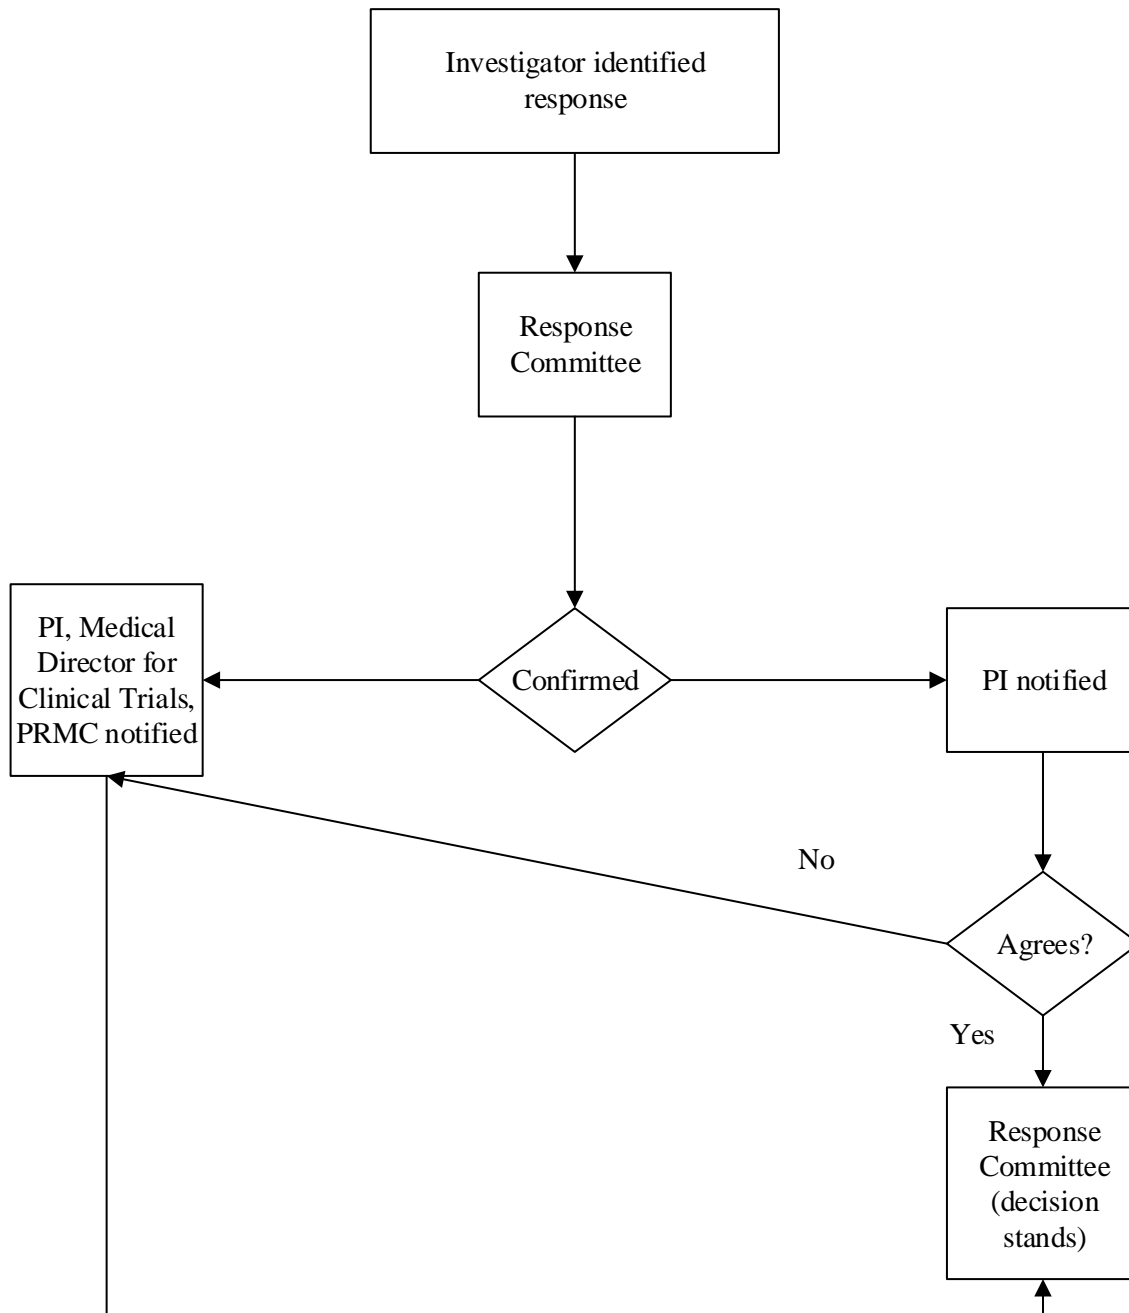 Investigator identified
response
Response
Committee
PI, Medical
Director for
Clinical Trials,
PRMC notified
Confirmed
PI notified
No
Agrees?
Yes
Response
Committee
(decision
stands)